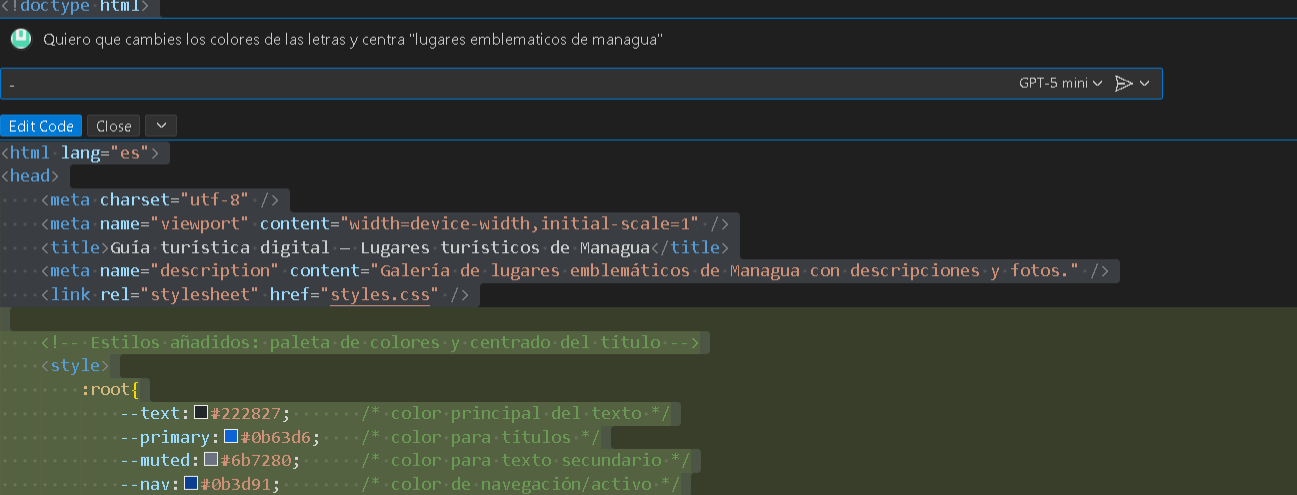 <!doctype html>
Quiero que cambies los colores de las letras y centra "lugares emblematicos de managua"
-
GPT-5 mini
Edit Code
Close
<html lang="es">
<head>
<meta charset="utf-8" />
<meta name="viewport" content="width=device-width,initial-scale=1" />
<title>Guía turística digital — Lugares turísticos de Managua</title>
<meta name="description" content="Galería de lugares emblemáticos de Managua con descripciones y fotos." />
<link rel="stylesheet" href="styles.css" />
<!-- Estilos añadidos: paleta de colores y centrado del título -->
<style>
:root{
--text: #222827; /* color principal del texto */
--primary: #0b63d6; /* color para títulos */
--muted: #6b7280; /* color para texto secundario */
--nav: #0b3d91; /* color de navegación/activo */